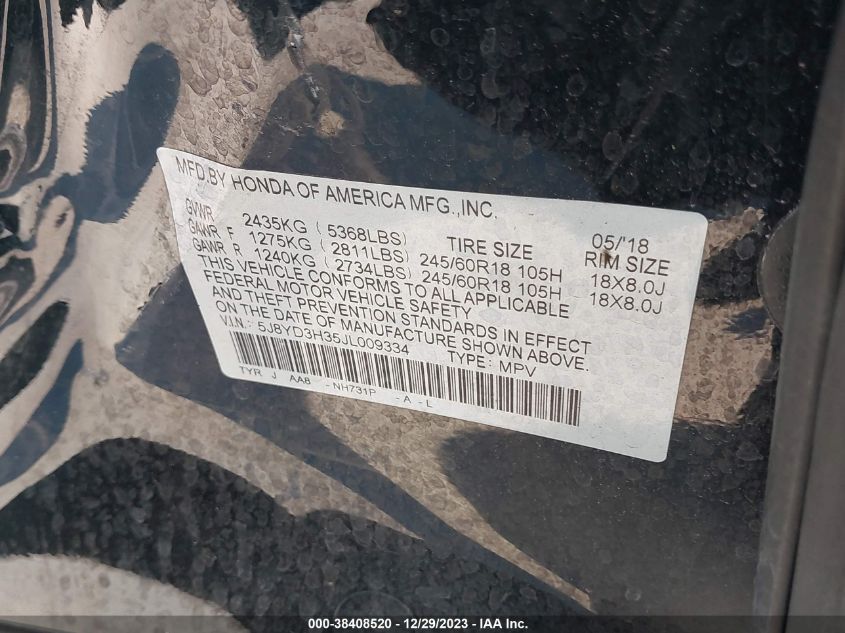 MFD.BY HONDA OF AMERICA MFG.,INC.
GVWR 2435KG ( 5368LBS) TIRE SIZE 05/'18 RIM SIZE
GAWR F 1275KG ( 2811LBS) 245/60R18 105H 18X8.0J
GAWR R 1240KG ( 2734LBS) 245/60R18 105H 18X8.0J
THIS VEHICLE CONFORMS TO ALL APPLICABLE
FEDERAL MOTOR VEHICLE SAFETY
AND THEFT PREVENTION STANDARDS IN EFFECT
ON THE DATE OF MANUFACTURE SHOWN ABOVE.
V.I.N.: 5J8YD3H35JL009334 TYPE: MPV
TYR J AA8 - NH731P - A - L
000-38408520 - 12/29/2023 - IAA Inc.